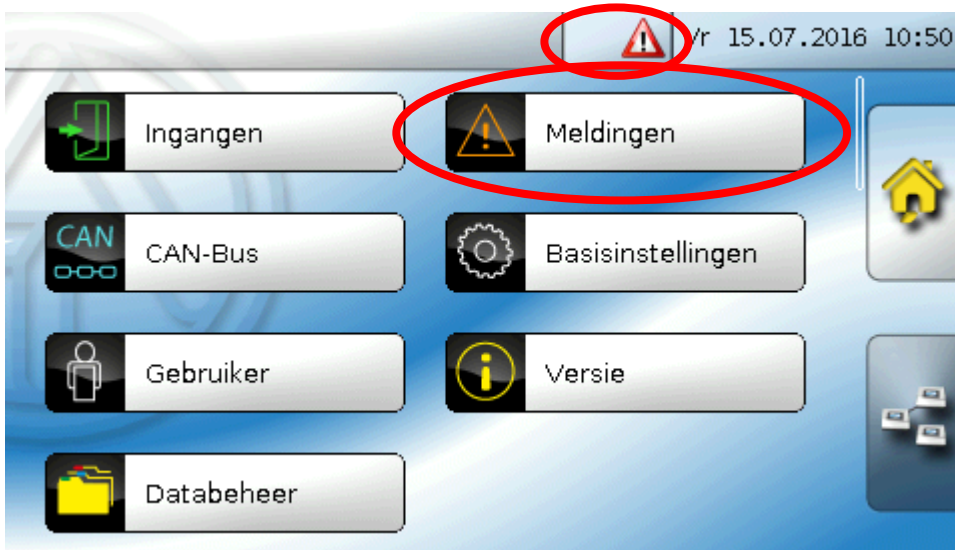 Vr 15.07.2016 10:50
Ingangen
Meldingen
CAN
CAN-Bus
Basisinstellingen
Gebruiker
Versie
Databeheer